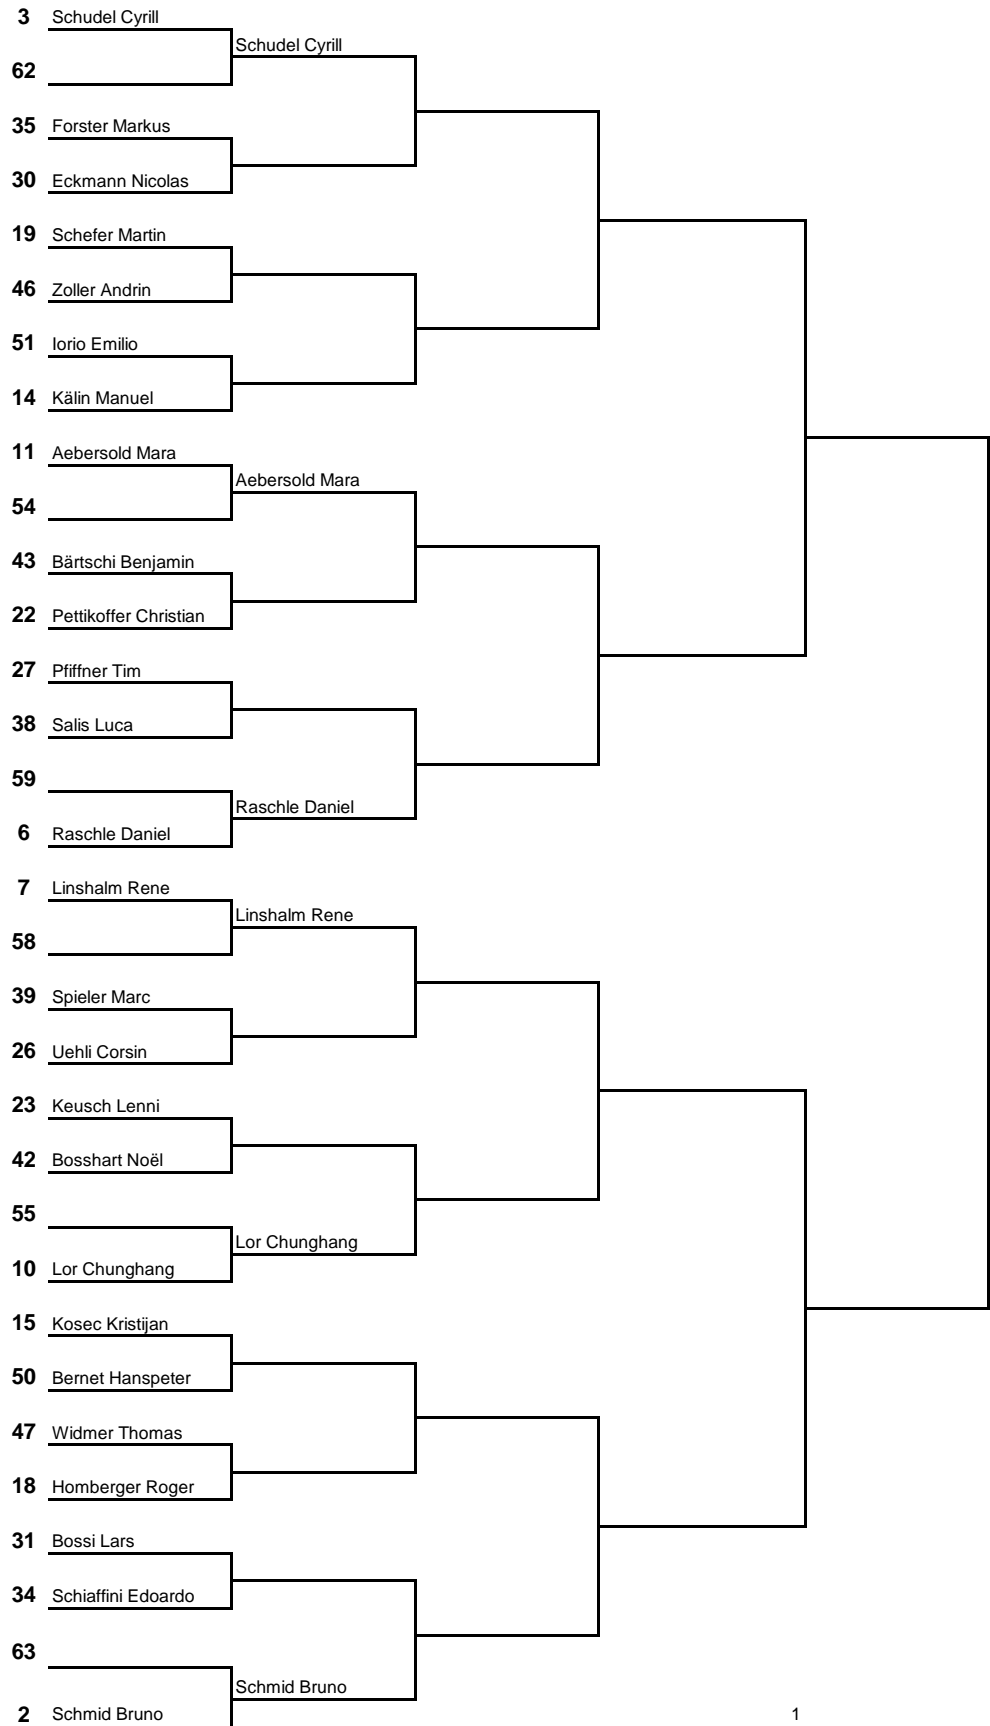 3 Schudel Cyrill
Schudel Cyrill
62
35 Forster Markus
30 Eckmann Nicolas
19 Schefer Martin
46 Zoller Andrin
51 Iorio Emilio
14 Kälin Manuel
11 Aebersold Mara
Aebersold Mara
54
43 Bärtschi Benjamin
22 Pettikoffer Christian
27 Pfiffner Tim
38 Salis Luca
59
Raschle Daniel
6 Raschle Daniel
7 Linshalm Rene
Linshalm Rene
58
39 Spieler Marc
26 Uehli Corsin
23 Keusch Lenni
42 Bosshart Noël
55
Lor Chunghang
10 Lor Chunghang
15 Kosec Kristijan
50 Bernet Hanspeter
47 Widmer Thomas
18 Homberger Roger
31 Bossi Lars
34 Schiaffini Edoardo
63
Schmid Bruno
2 Schmid Bruno
1